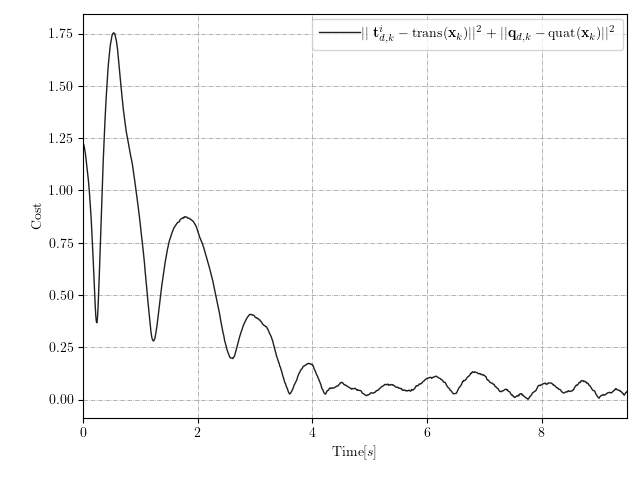 || t^i_{d,k} − trans(x_k)||² + ||q_{d,k} − quat(x_k)||²
1.75
1.50
1.25
1.00
0.75
0.50
0.25
0.00
Cost
0 2 4 6 8
Time[s]